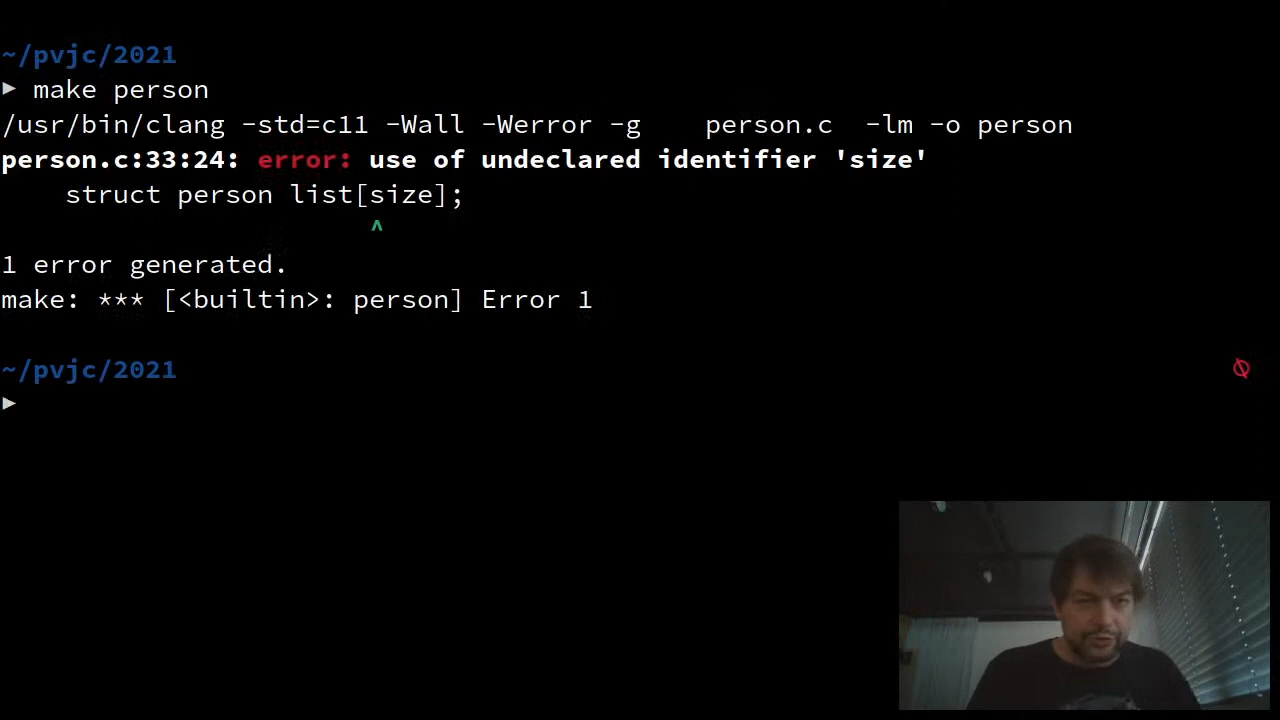 ~/pvjc/2021
▶ make person
/usr/bin/clang -std=c11 -Wall -Werror -g    person.c  -lm -o person
person.c:33:24: error: use of undeclared identifier 'size'
    struct person list[size];
                       ^
1 error generated.
make: *** [<builtin>: person] Error 1
~/pvjc/2021
▶